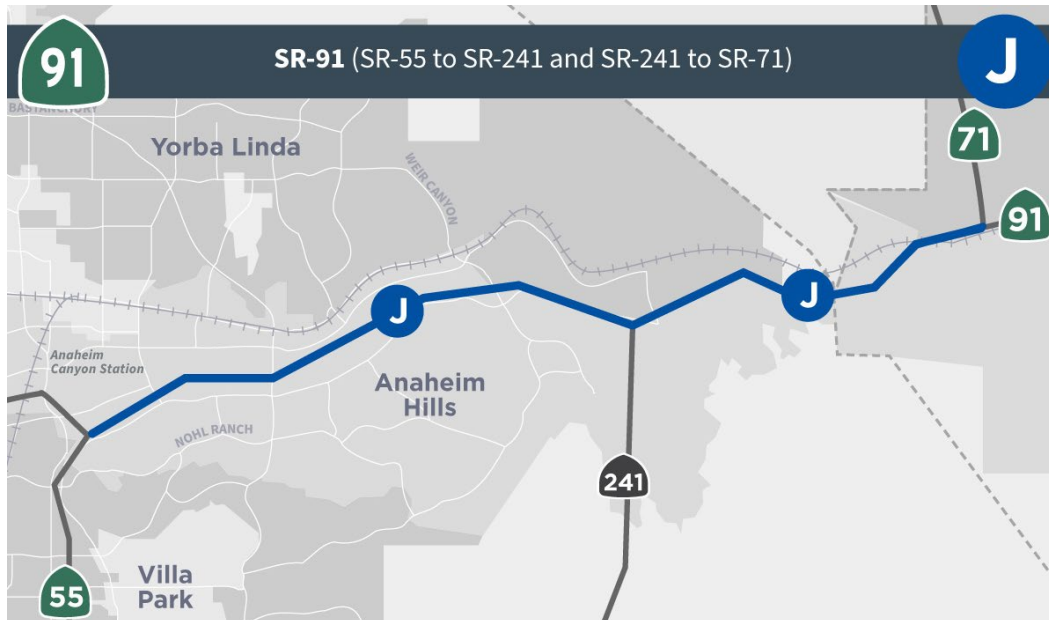 91
SR-91 (SR-55 to SR-241 and SR-241 to SR-71)
J
BASTANCHURY
Yorba Linda
WEIR CANYON
71
91
J
J
Anaheim
Canyon Station
Anaheim
Hills
NOHL RANCH
241
Villa
Park
55